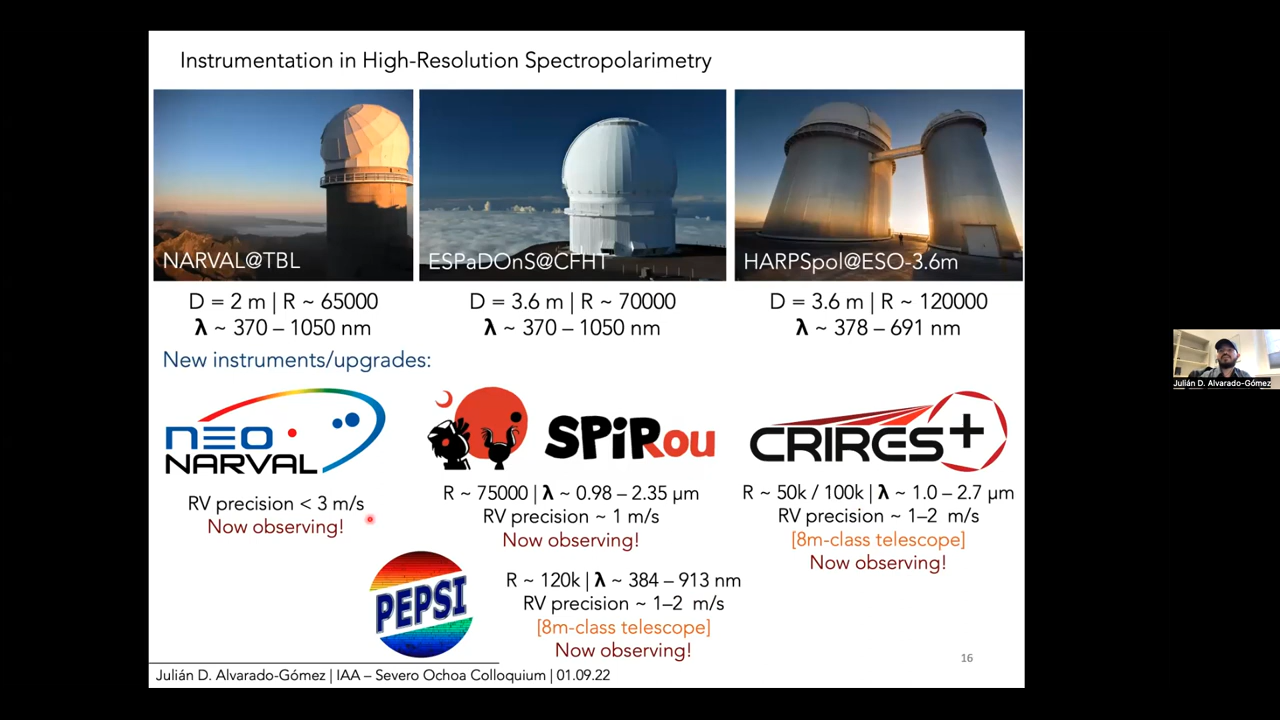 Instrumentation in High-Resolution Spectropolarimetry
NARVAL@TBL
ESPaDOnS@CFHT
HARPSpol@ESO-3.6m
D = 2 m | R ~ 65000
λ ~ 370 – 1050 nm
D = 3.6 m | R ~ 70000
λ ~ 370 – 1050 nm
D = 3.6 m | R ~ 120000
λ ~ 378 – 691 nm
New instruments/upgrades:
NEO
NARVAL
RV precision < 3 m/s
Now observing!
SPiRou
R ~ 75000 | λ ~ 0.98 – 2.35 µm
RV precision ~ 1 m/s
Now observing!
CRIRES+
R ~ 50k / 100k | λ ~ 1.0 – 2.7 µm
RV precision ~ 1–2 m/s
[8m-class telescope]
Now observing!
PEPSI
R ~ 120k | λ ~ 384 – 913 nm
RV precision ~ 1–2 m/s
[8m-class telescope]
Now observing!
16
Julián D. Alvarado-Gómez | IAA – Severo Ochoa Colloquium | 01.09.22
Julián D. Alvarado-Gómez